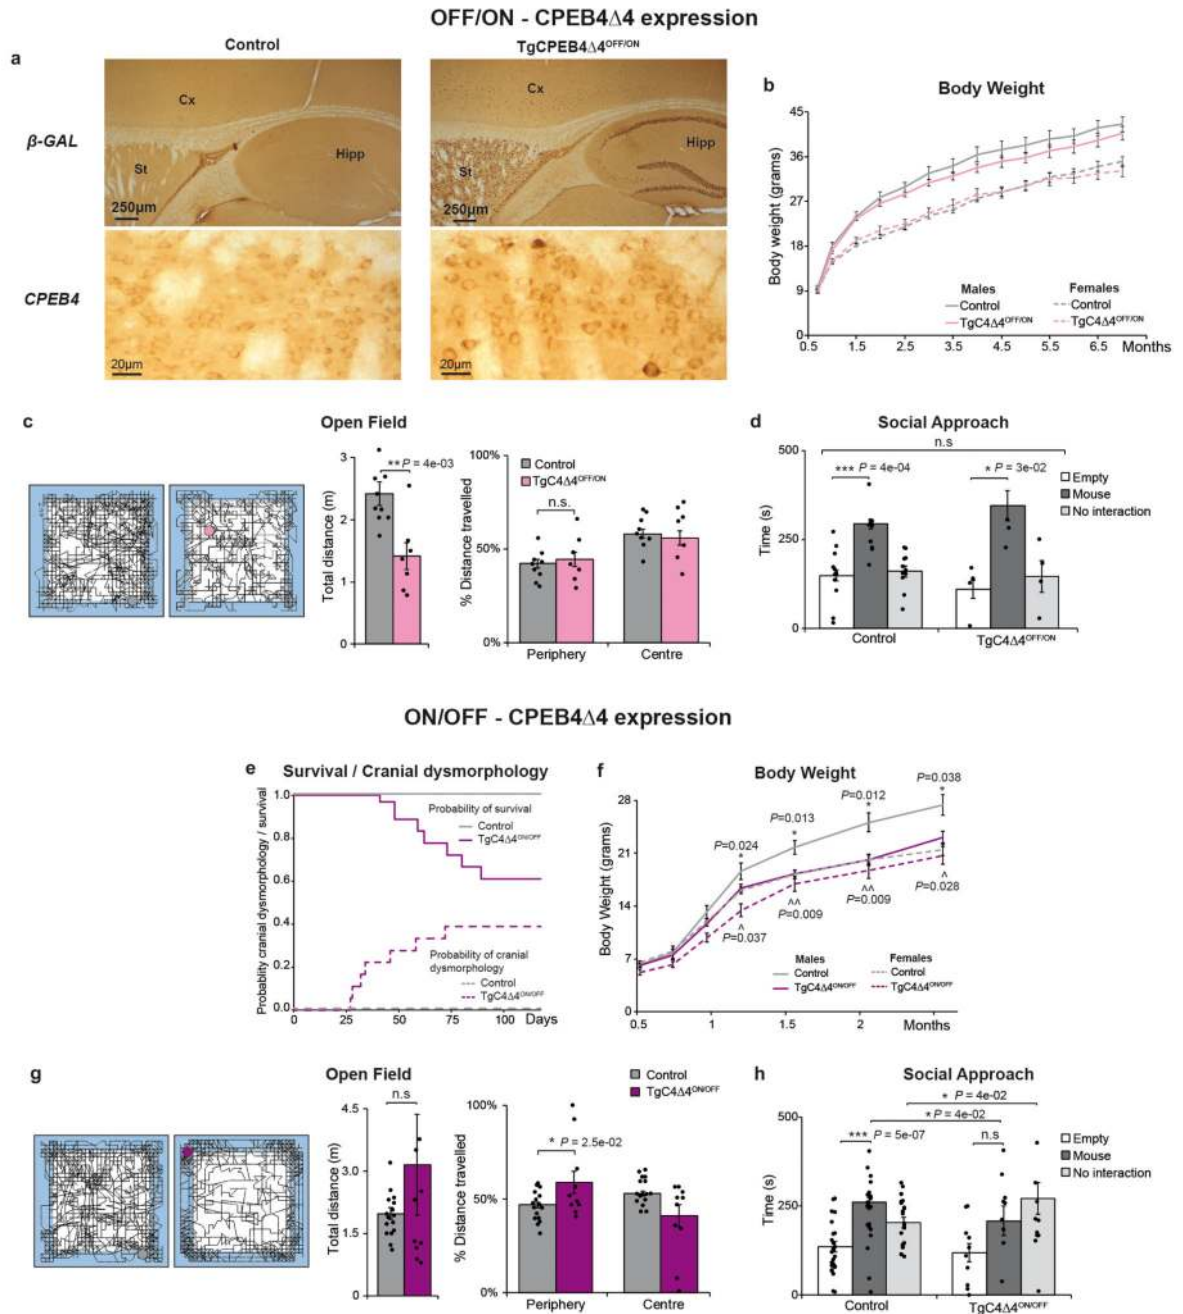 OFF/ON - CPEB4Δ4 expression
a
Control
TgCPEB4Δ4OFF/ON
β-GAL
Cx
St
Hipp
250μm
Cx
St
Hipp
250μm
CPEB4
20μm
20μm
b
Body Weight
Body weight (grams)
45
36
27
18
9
0
0.5
1.5
2.5
3.5
4.5
5.5
6.5
Months
Males
Control
TgC4Δ4OFF/ON
Females
Control
TgC4Δ4OFF/ON
c
Open Field
Total distance (m)
3
2
1
0
** P = 4e-03
% Distance travelled
100%
50%
0%
Control
TgC4Δ4OFF/ON
n.s.
Periphery
Centre
d
Social Approach
n.s
Time (s)
500
250
0
*** P = 4e-04
* P = 3e-02
Empty
Mouse
No interaction
Control
TgC4Δ4OFF/ON
ON/OFF - CPEB4Δ4 expression
e
Survival / Cranial dysmorphology
Probablity cranial dysmorphology / survival
1.0
0.8
0.6
0.4
0.2
0.0
0
25
50
75
100
Days
Probability of survival
Control
TgC4Δ4ON/OFF
Probability of cranial
dysmorphology
Control
TgC4Δ4ON/OFF
f
Body Weight
Body Weight (grams)
28
21
14
7
0
0.5
1
1.5
2
Months
P=0.024
*
P=0.013
*
P=0.012
*
P=0.038
*
^
P=0.037
^^
P=0.009
^^
P=0.009
^
P=0.028
Males
Control
TgC4Δ4ON/OFF
Females
Control
TgC4Δ4ON/OFF
g
Open Field
Total distance (m)
4.5
3.0
1.5
0
n.s
% Distance travelled
100%
50%
0%
Control
TgC4Δ4ON/OFF
* P = 2.5e-02
Periphery
Centre
h
Social Approach
Time (s)
500
250
0
* P = 4e-02
* P = 4e-02
*** P = 5e-07
n.s
Empty
Mouse
No interaction
Control
TgC4Δ4ON/OFF